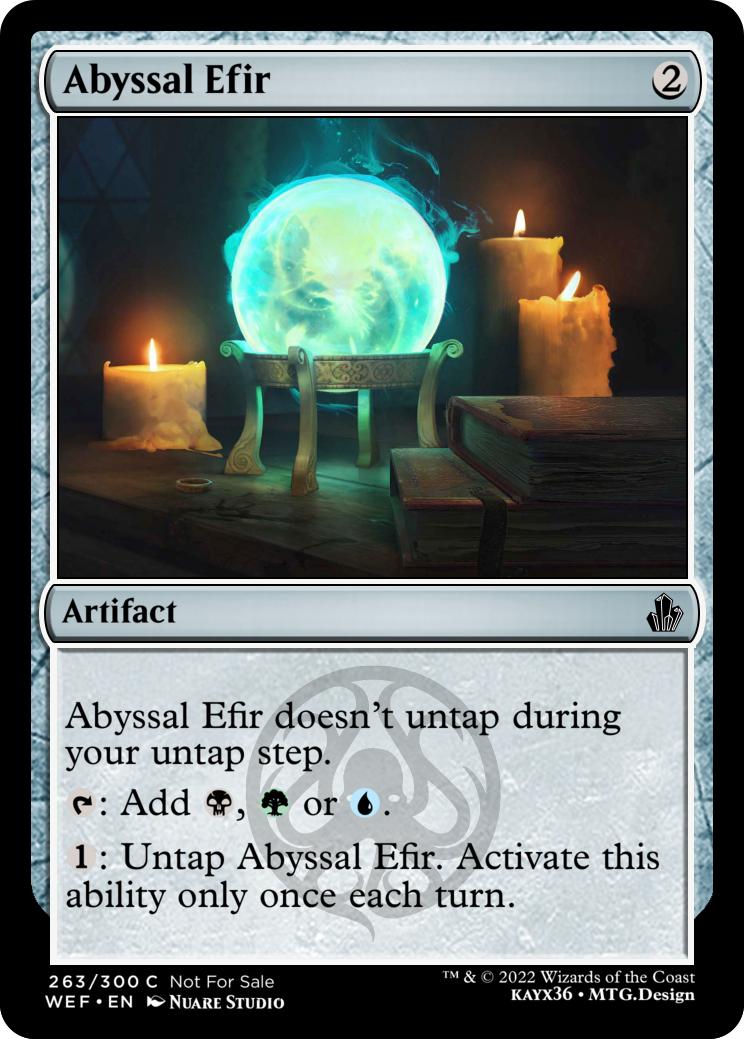 Abyssal Efir 2
Artifact
Abyssal Efir doesn't untap during
your untap step.
: Add , or .
1: Untap Abyssal Efir. Activate this
ability only once each turn.
263/300 C Not For Sale
WEF • EN Nuare Studio
™ & © 2022 Wizards of the Coast
KAYX36 • MTG.Design